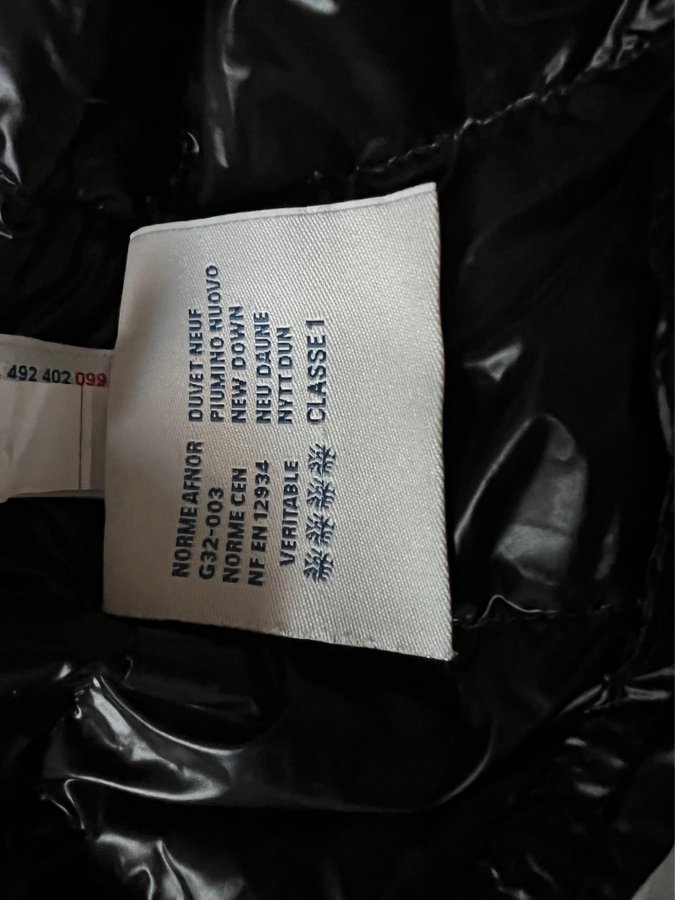 492 402 099
NORME AFNOR
G32-003
NORME CEN
NF EN 12934
VERITABLE
DUVET NEUF
PIUMINO NUOVO
NEW DOWN
NEU DAUNE
NYTT DUN
CLASSE 1